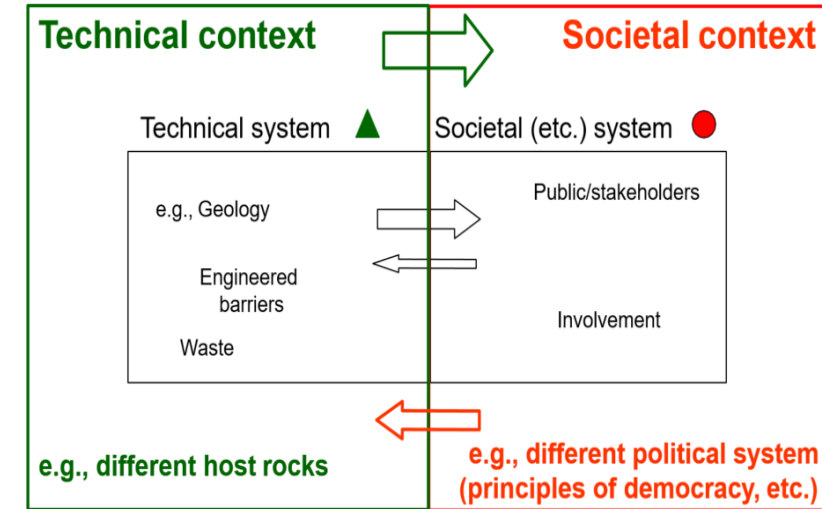 Technical context
Societal context
Technical system
Societal (etc.) system
e.g., Geology
Public/stakeholders
Engineered
barriers
Involvement
Waste
e.g., different host rocks
e.g., different political system
(principles of democracy, etc.)